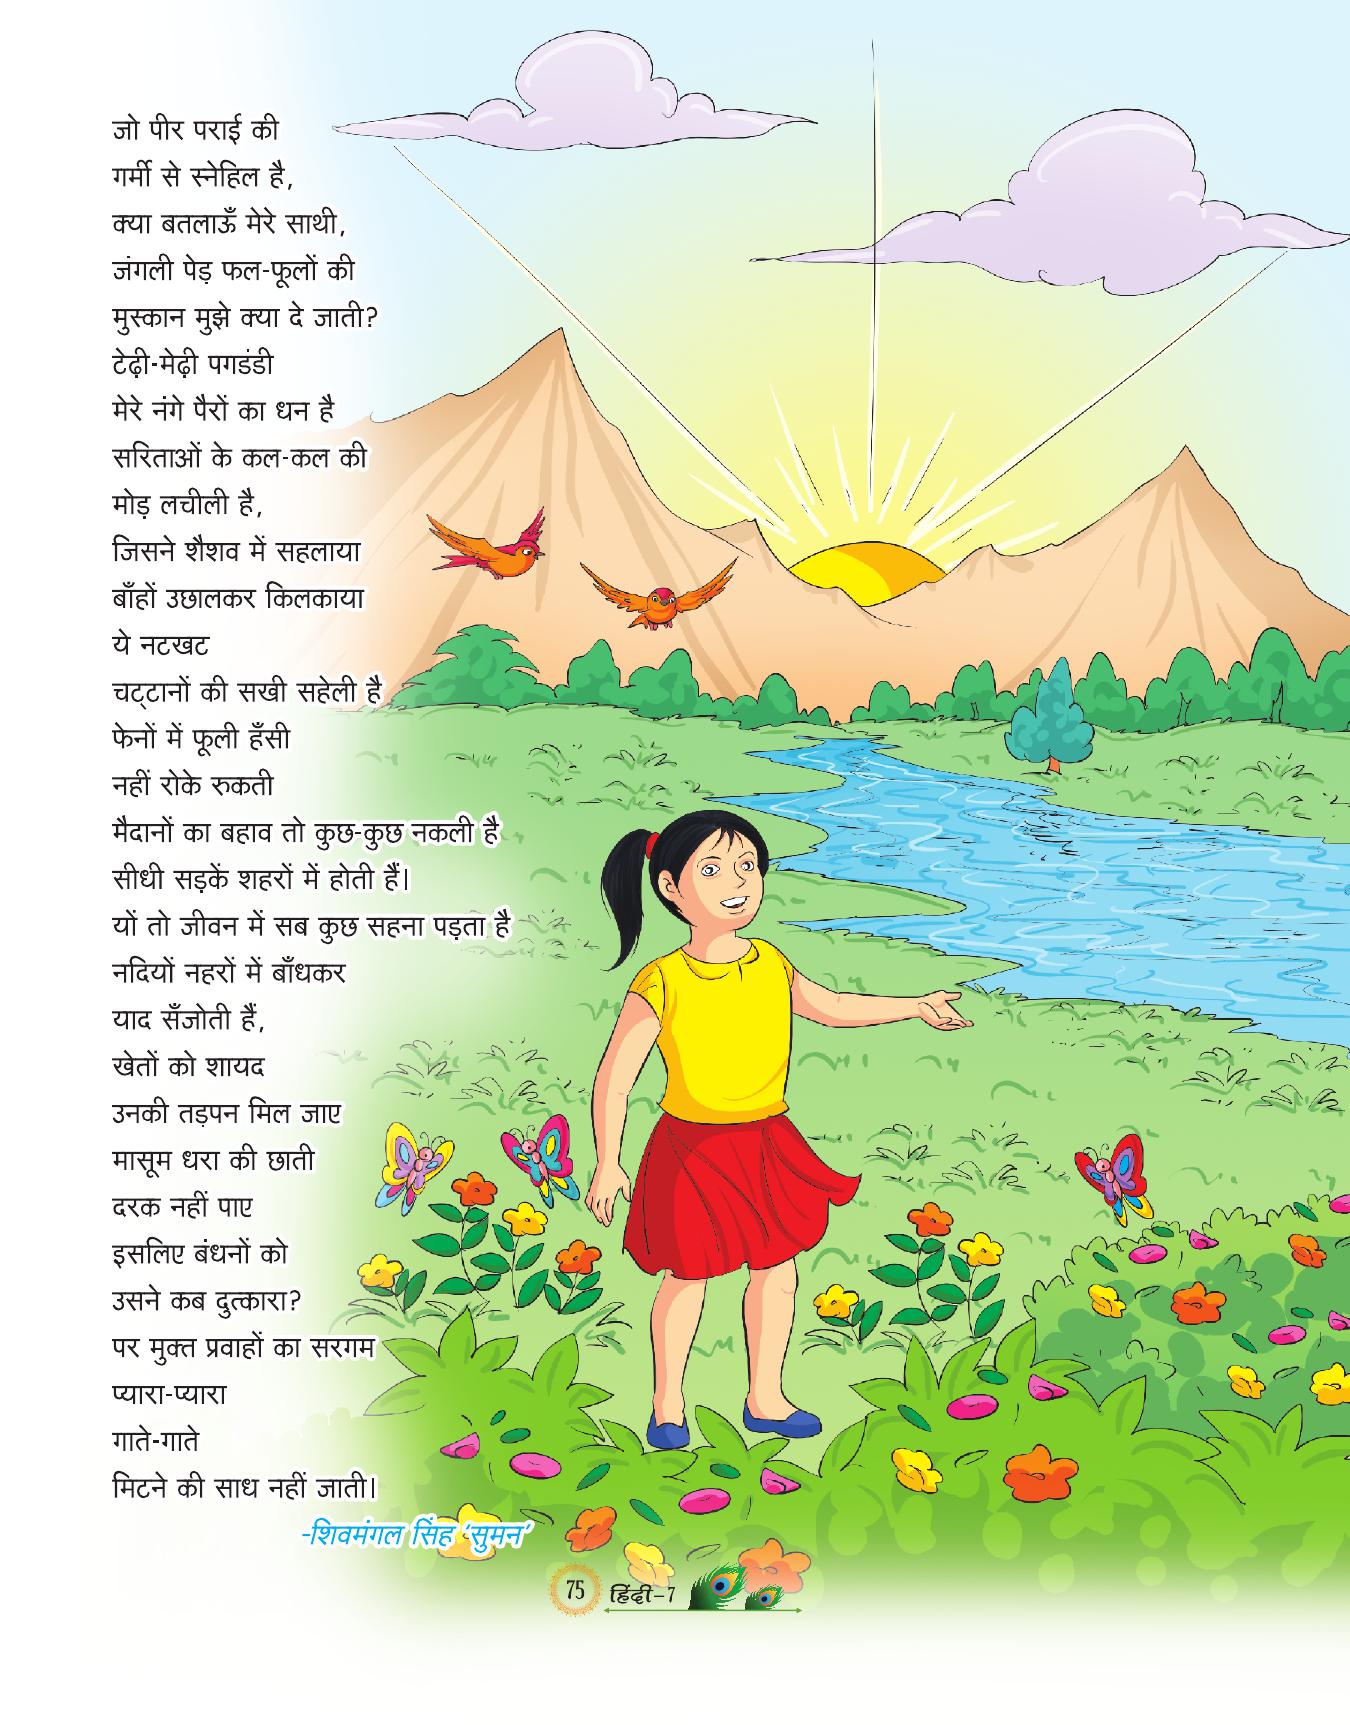 जो पीर पराई की
गर्मी से स्नेहिल है,
क्या बतलाऊँ मेरे साथी,
जंगली पेड़ फल-फूलों की
मुस्कान मुझे क्या दे जाती?
टेढ़ी-मेढ़ी पगडंडी
मेरे नंगे पैरों का धन है
सरिताओं के कल-कल की
मोड़ लचीली है,
जिसने शैशव में सहलाया
बाँहों उछालकर किलकाया
ये नटखट
चट्टानों की सखी सहेली है
फेनों में फूली हँसी
नहीं रोके रुकती
मैदानों का बहाव तो कुछ-कुछ नकली है
सीधी सड़कें शहरों में होती हैं।
यों तो जीवन में सब कुछ सहना पड़ता है
नदियों नहरों में बाँधकर
याद सँजोती हैं,
खेतों को शायद
उनकी तड़पन मिल जाए
मासूम धरा की छाती
दरक नहीं पाए
इसलिए बंधनों को
उसने कब दुत्कारा?
पर मुक्त प्रवाहों का सरगम
प्यारा-प्यारा
गाते-गाते
मिटने की साध नहीं जाती।
-शिवमंगल सिंह ‘सुमन’
75 हिंदी–7